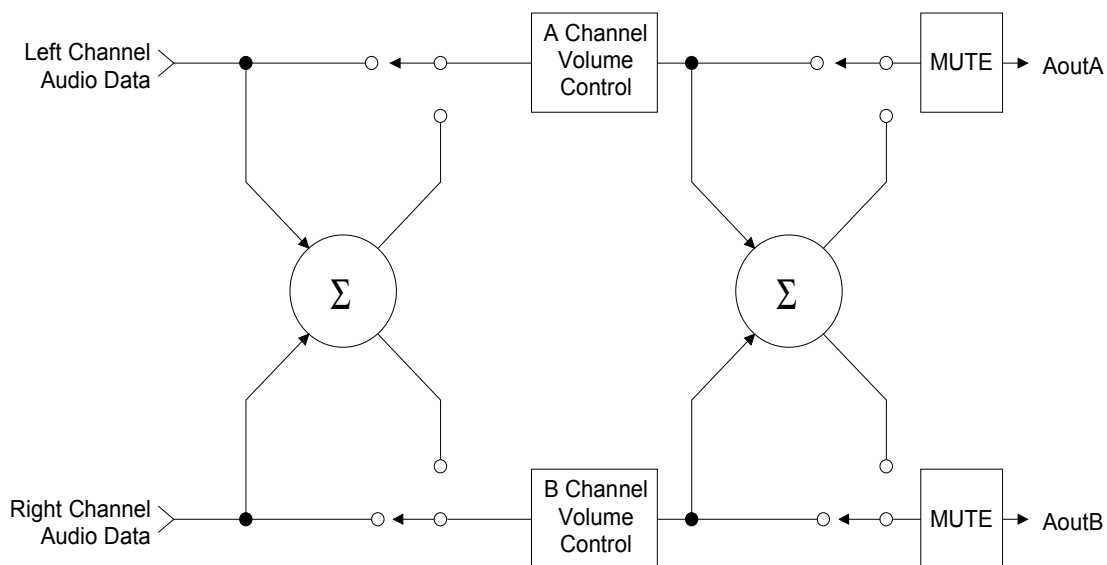 Left Channel
Audio Data
A Channel
Volume
Control
MUTE
AoutA
Σ
Σ
Right Channel
Audio Data
B Channel
Volume
Control
MUTE
AoutB